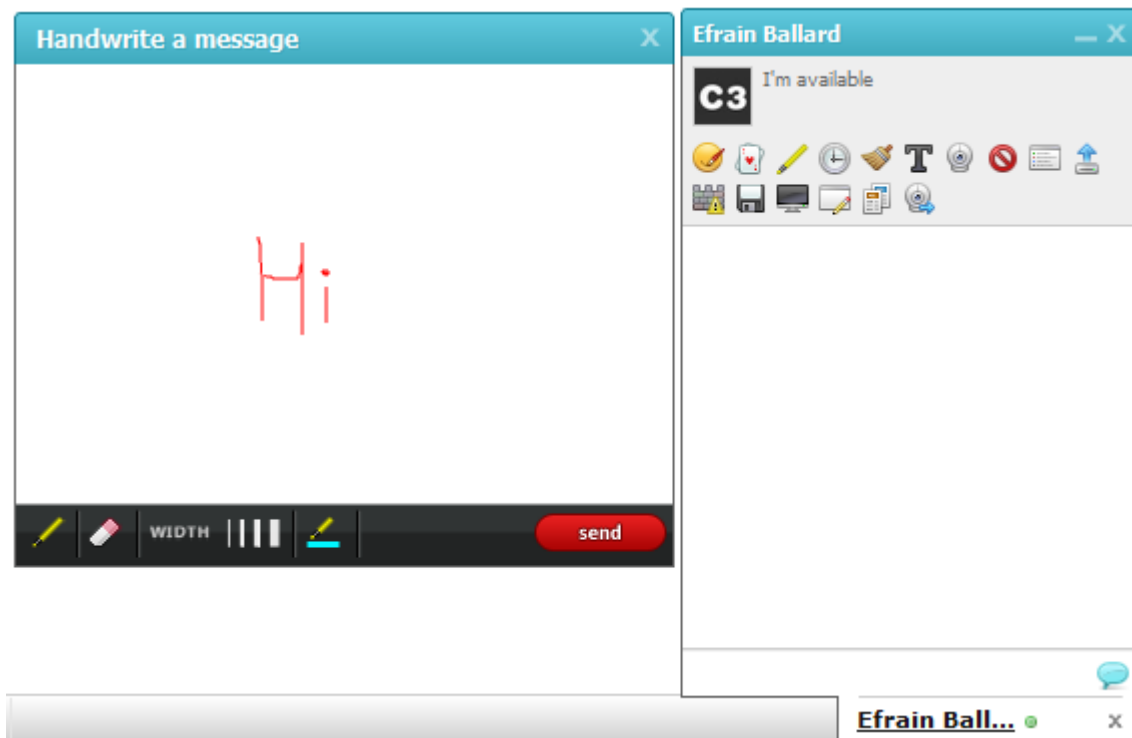 Handwrite a message X
Efrain Ballard X
C3
I'm available
Hi
WIDTH
send
Efrain Ball... x